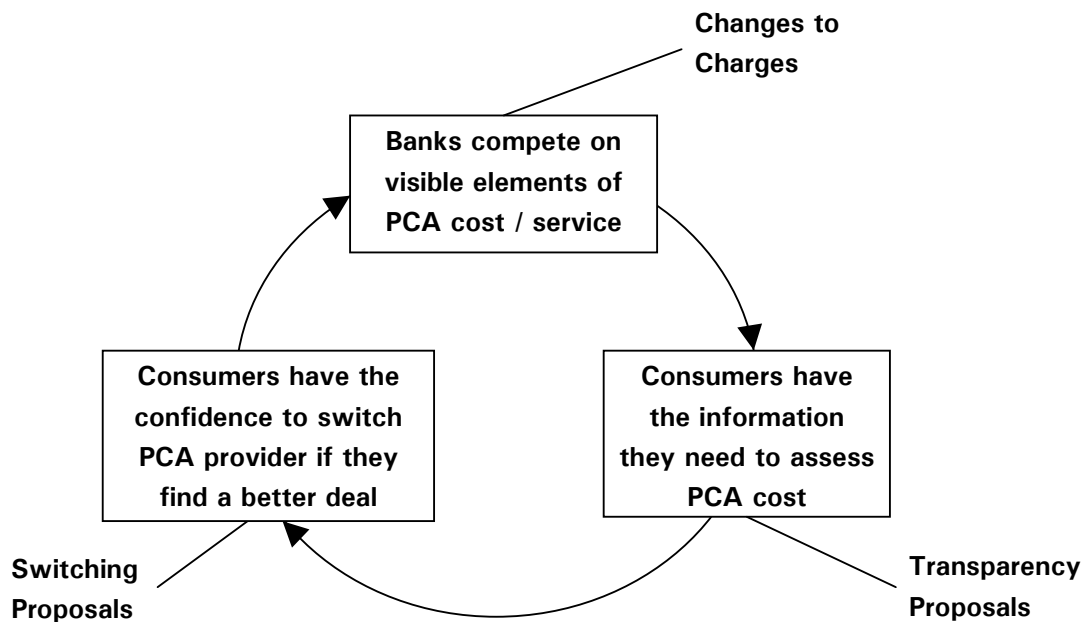 Changes to
Charges
Banks compete on
visible elements of
PCA cost / service
Consumers have the
confidence to switch
PCA provider if they
find a better deal
Consumers have
the information
they need to assess
PCA cost
Switching
Proposals
Transparency
Proposals